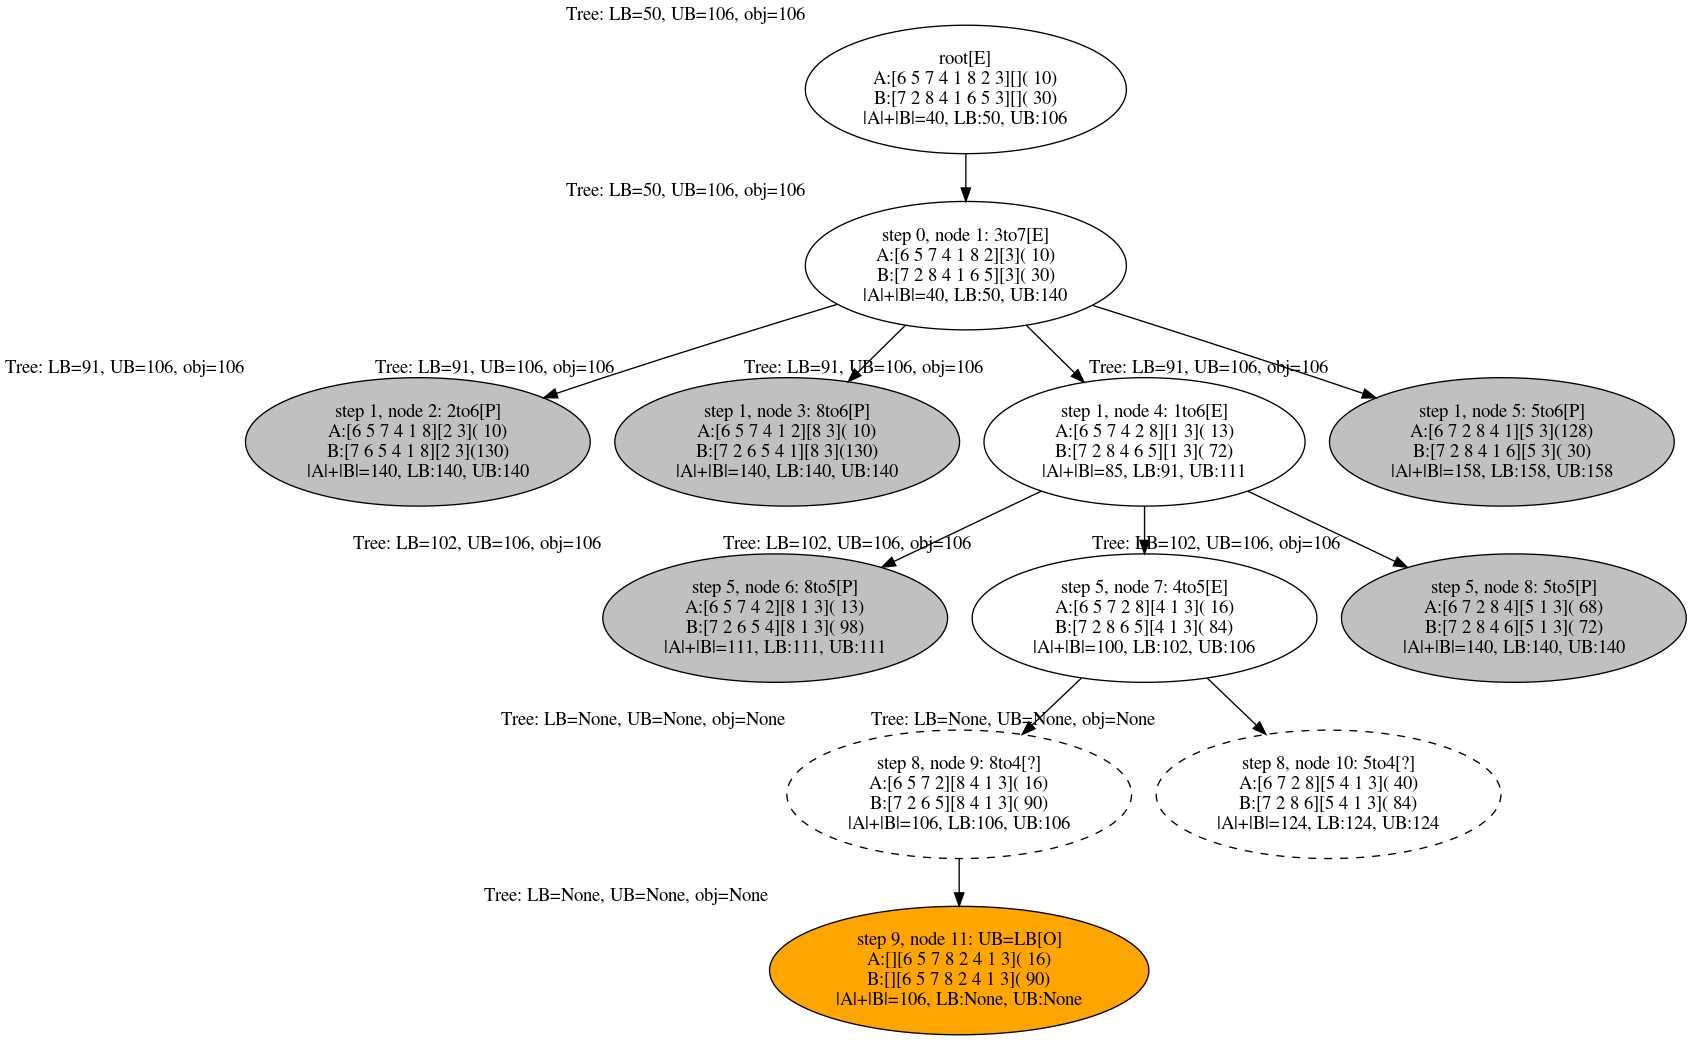 Tree: LB=50, UB=106, obj=106
root[E]
A:[6 5 7 4 1 8 2 3][]( 10)
B:[7 2 8 4 1 6 5 3][]( 30)
|A|+|B|=40, LB:50, UB:106
Tree: LB=50, UB=106, obj=106
step 0, node 1: 3to7[E]
A:[6 5 7 4 1 8 2][3]( 10)
B:[7 2 8 4 1 6 5][3]( 30)
|A|+|B|=40, LB:50, UB:140
Tree: LB=91, UB=106, obj=106
step 1, node 2: 2to6[P]
A:[6 5 7 4 1 8][2 3]( 10)
B:[7 6 5 4 1 8][2 3](130)
|A|+|B|=140, LB:140, UB:140
Tree: LB=91, UB=106, obj=106
step 1, node 3: 8to6[P]
A:[6 5 7 4 1 2][8 3]( 10)
B:[7 2 6 5 4 1][8 3](130)
|A|+|B|=140, LB:140, UB:140
Tree: LB=91, UB=106, obj=106
step 1, node 4: 1to6[E]
A:[6 5 7 4 2 8][1 3]( 13)
B:[7 2 8 4 6 5][1 3]( 72)
|A|+|B|=85, LB:91, UB:111
Tree: LB=91, UB=106, obj=106
step 1, node 5: 5to6[P]
A:[6 7 2 8 4 1][5 3](128)
B:[7 2 8 4 1 6][5 3]( 30)
|A|+|B|=158, LB:158, UB:158
Tree: LB=102, UB=106, obj=106
step 5, node 6: 8to5[P]
A:[6 5 7 4 2][8 1 3]( 13)
B:[7 2 6 5 4][8 1 3]( 98)
|A|+|B|=111, LB:111, UB:111
Tree: LB=102, UB=106, obj=106
step 5, node 7: 4to5[E]
A:[6 5 7 2 8][4 1 3]( 16)
B:[7 2 8 6 5][4 1 3]( 84)
|A|+|B|=100, LB:102, UB:106
Tree: LB=102, UB=106, obj=106
step 5, node 8: 5to5[P]
A:[6 7 2 8 4][5 1 3]( 68)
B:[7 2 8 4 6][5 1 3]( 72)
|A|+|B|=140, LB:140, UB:140
Tree: LB=None, UB=None, obj=None
step 8, node 9: 8to4[?]
A:[6 5 7 2][8 4 1 3]( 16)
B:[7 2 6 5][8 4 1 3]( 90)
|A|+|B|=106, LB:106, UB:106
Tree: LB=None, UB=None, obj=None
step 8, node 10: 5to4[?]
A:[6 7 2 8][5 4 1 3]( 40)
B:[7 2 8 6][5 4 1 3]( 84)
|A|+|B|=124, LB:124, UB:124
Tree: LB=None, UB=None, obj=None
step 9, node 11: UB=LB[O]
A:[][6 5 7 8 2 4 1 3]( 16)
B:[][6 5 7 8 2 4 1 3]( 90)
|A|+|B|=106, LB:None, UB:None